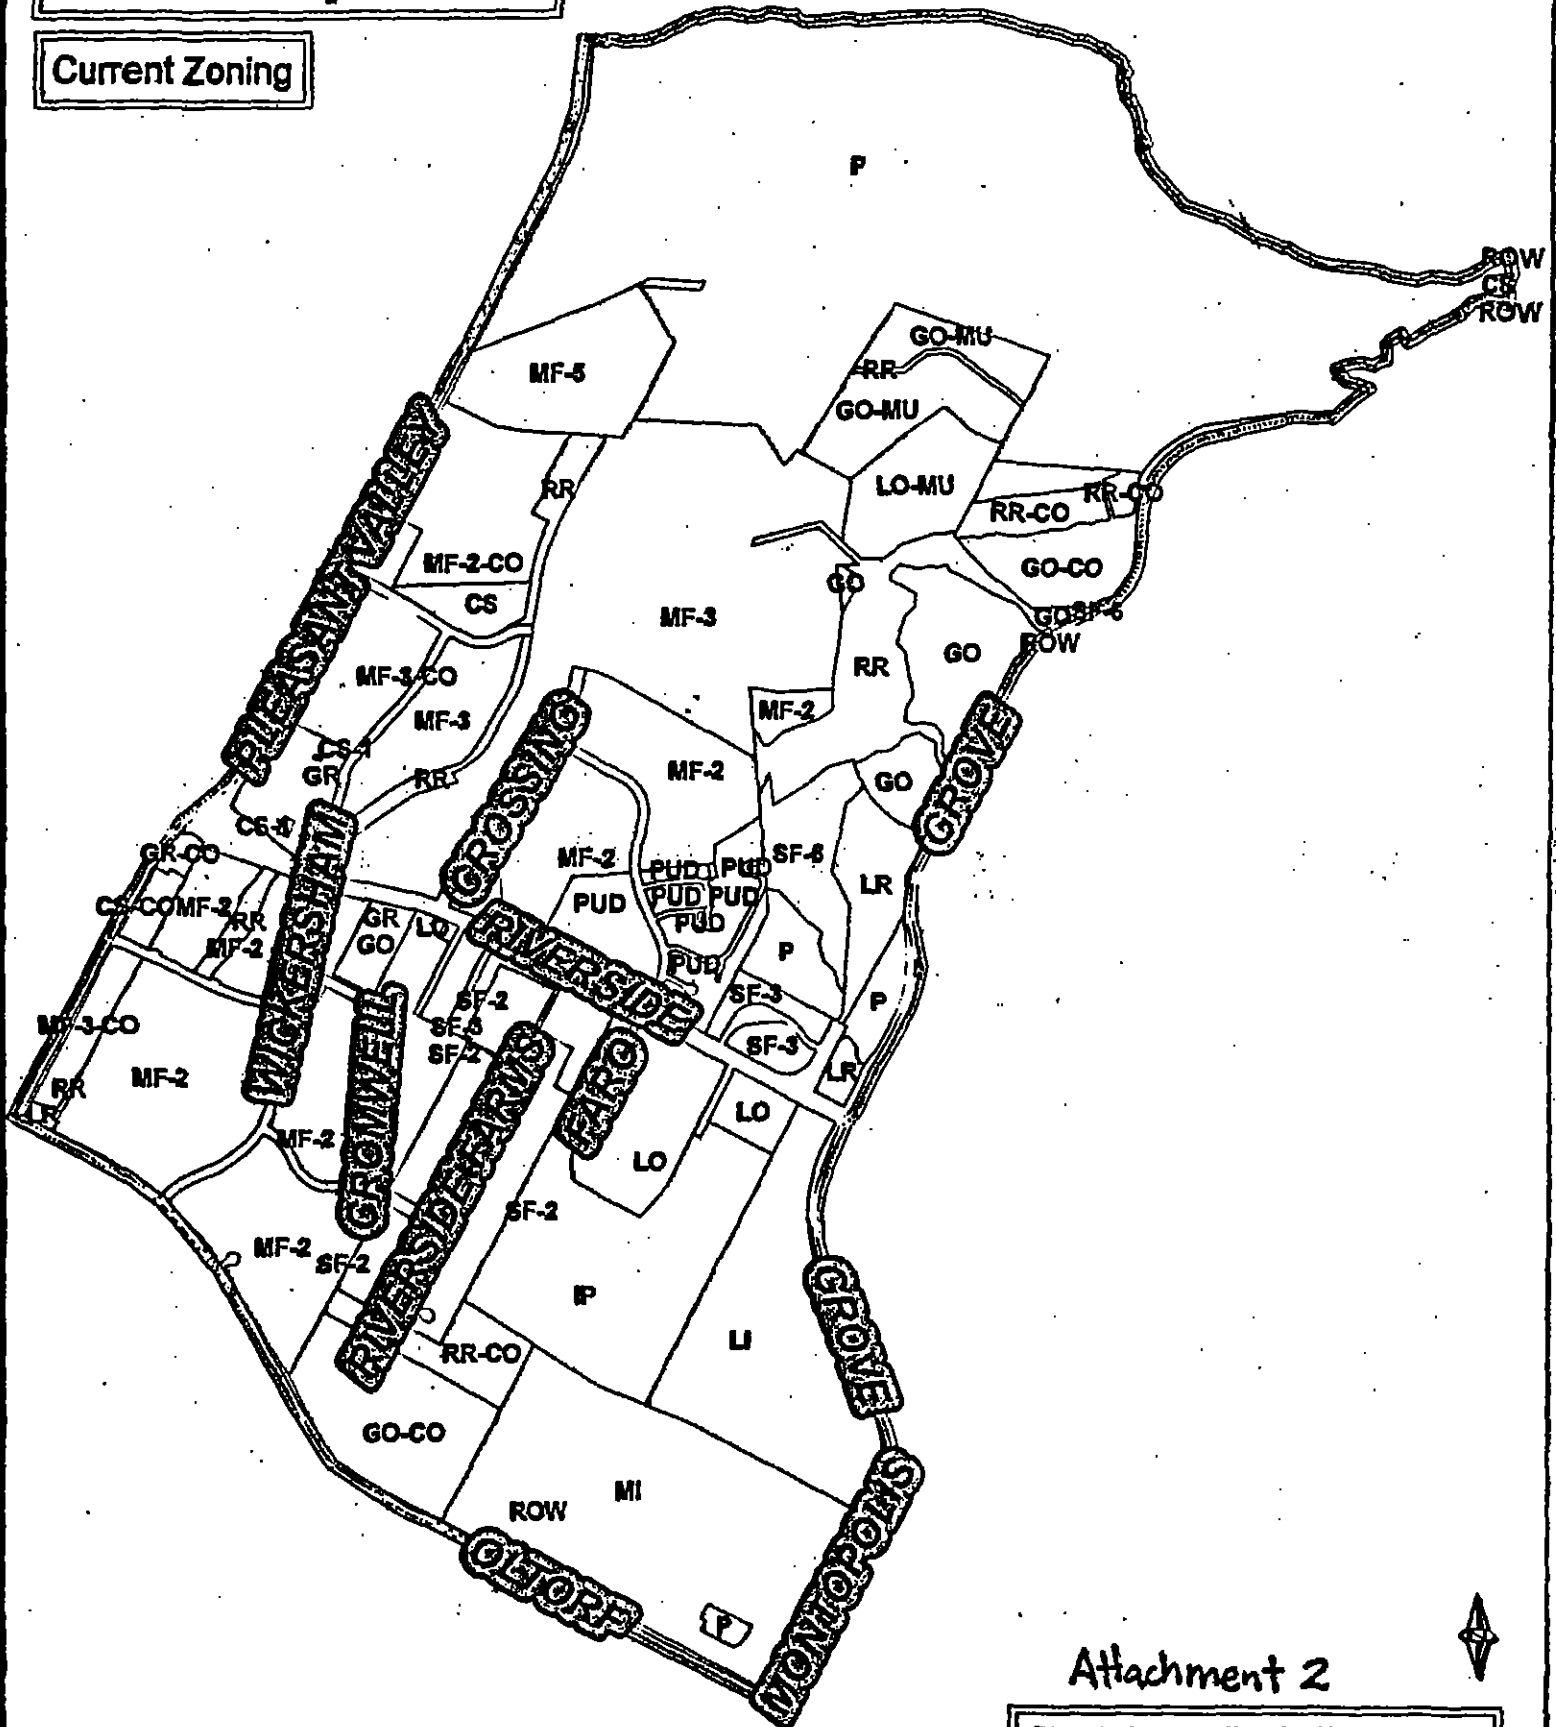 Current Zoning
P
ROW
CS
ROW
GO-MU
RR
MF-5
GO-MU
PLEASANT VALLEY
RR
LO-MU
RR-CO
RR-CO
MF-2-CO
GO-CO
CS
GO
MF-3
GO
SF-6
ROW
GO
RR
MF-3-CO
MF-3
MF-2
CROSSING
GROVE
CS-1
GR
RR
MF-2
GO
WICKERSHAM
GR-CO
MF-2
PUD
PUD
SF-6
LR
CS-CO
MF-2
RR
MF-2
GR
GO
LO
RIVERSIDE
PUD
PUD
PUD
PUD
PUD
P
SF-3
P
SF-2
SF-3
SF-2
MF-3-CO
RR
LR
MF-2
CROMWELL
RIVERSIDE FARMS
FARO
SF-3
LR
LO
MF-2
LO
SF-2
MF-2
SF-2
IP
LI
GROVE
RR-CO
GO-CO
MI
ROW
MONTOPOLIS
OLTORF
P
Attachment 2